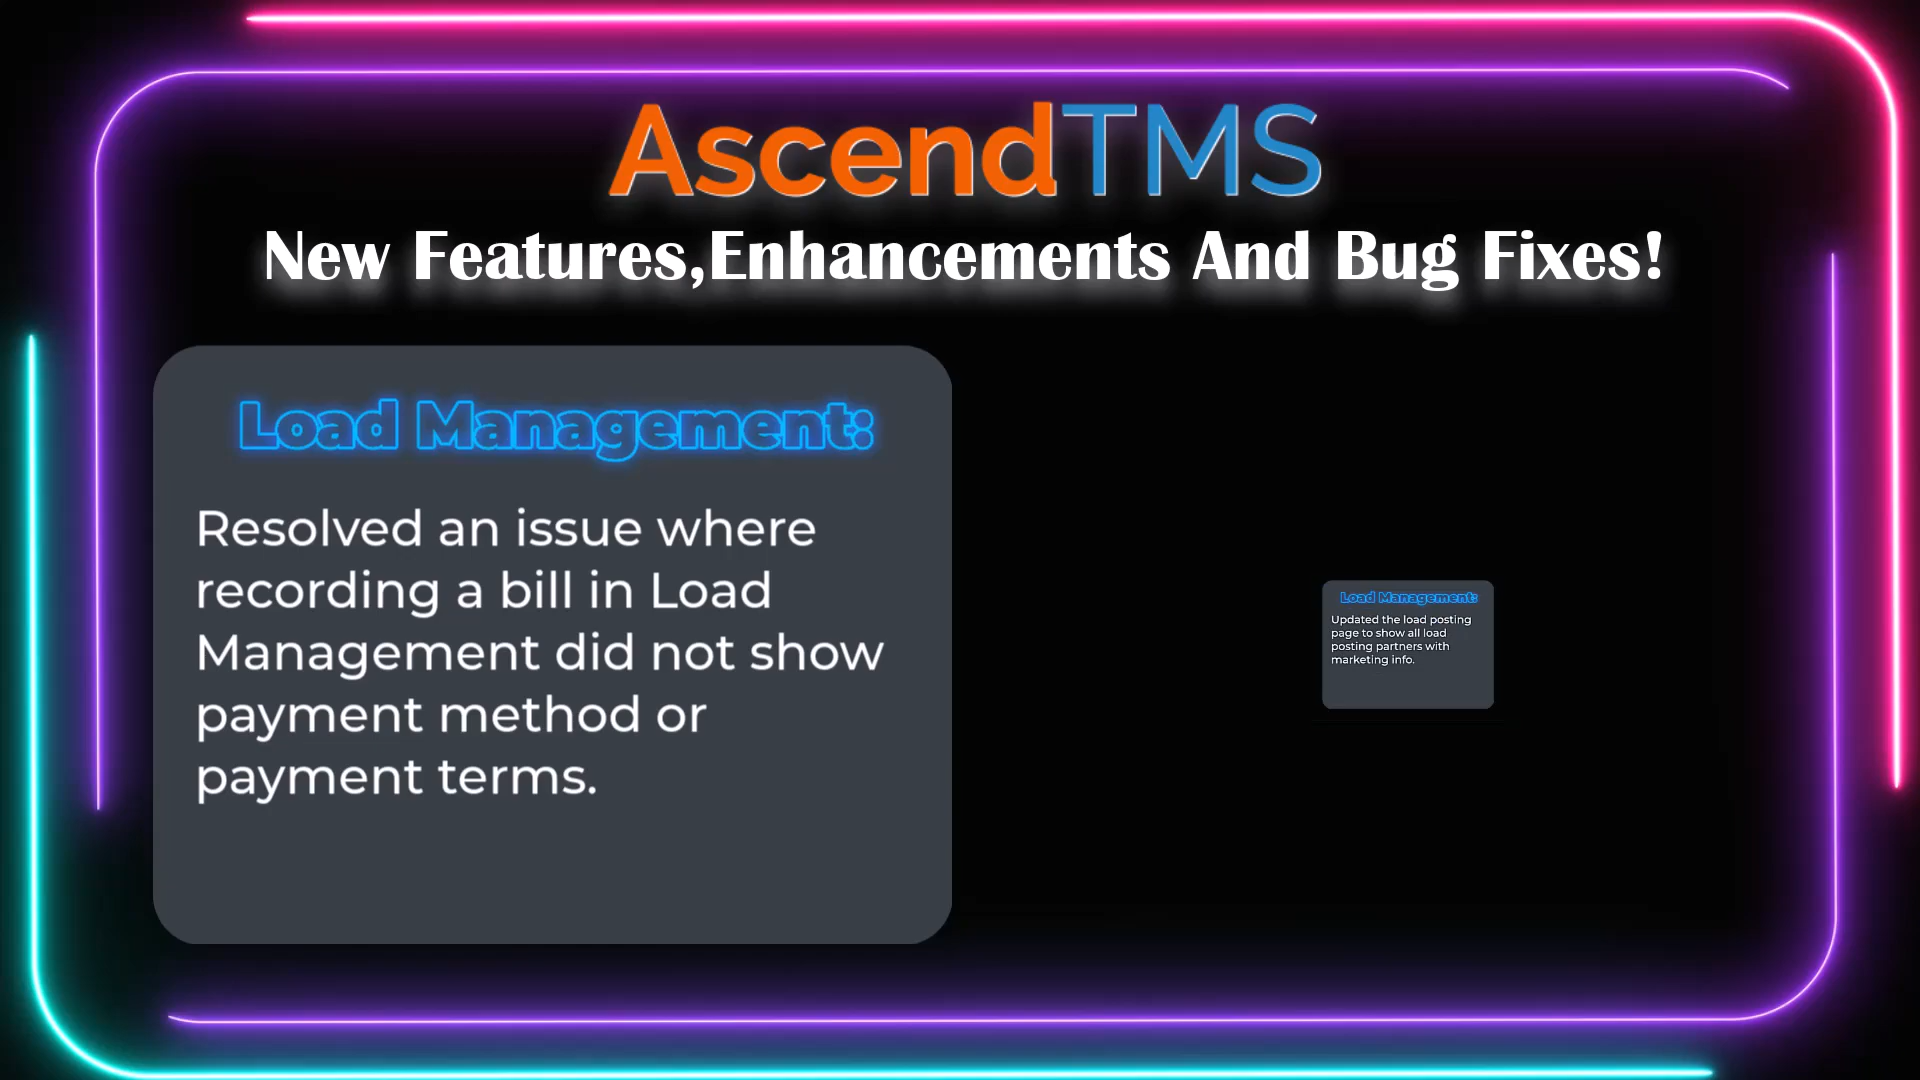 AscendTMS
New Features,Enhancements And Bug Fixes!
Load Management:
Resolved an issue where
recording a bill in Load
Management did not show
payment method or
payment terms.
Load Management:
Updated the load posting
page to show all load
posting partners with
marketing info.